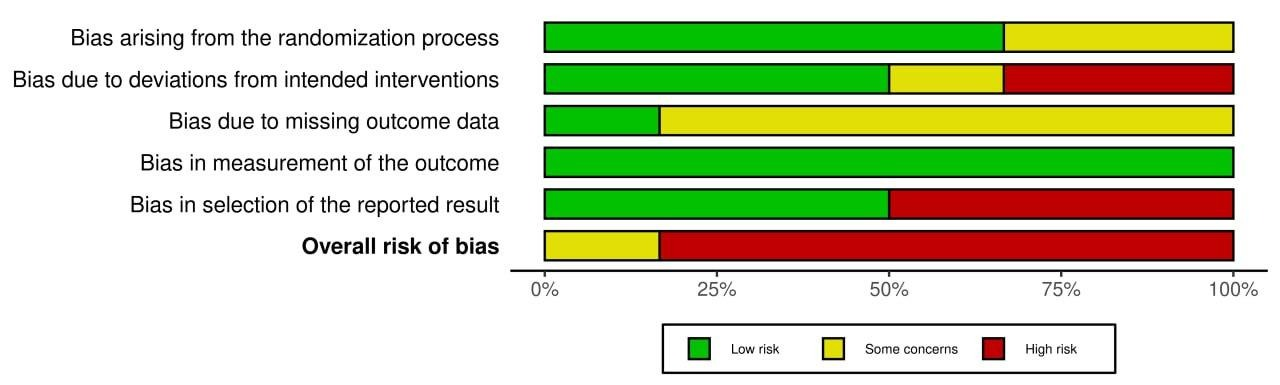 Bias arising from the randomization process
Bias due to deviations from intended interventions
Bias due to missing outcome data
Bias in measurement of the outcome
Bias in selection of the reported result
Overall risk of bias
0% 25% 50% 75% 100%
Low risk Some concerns High risk